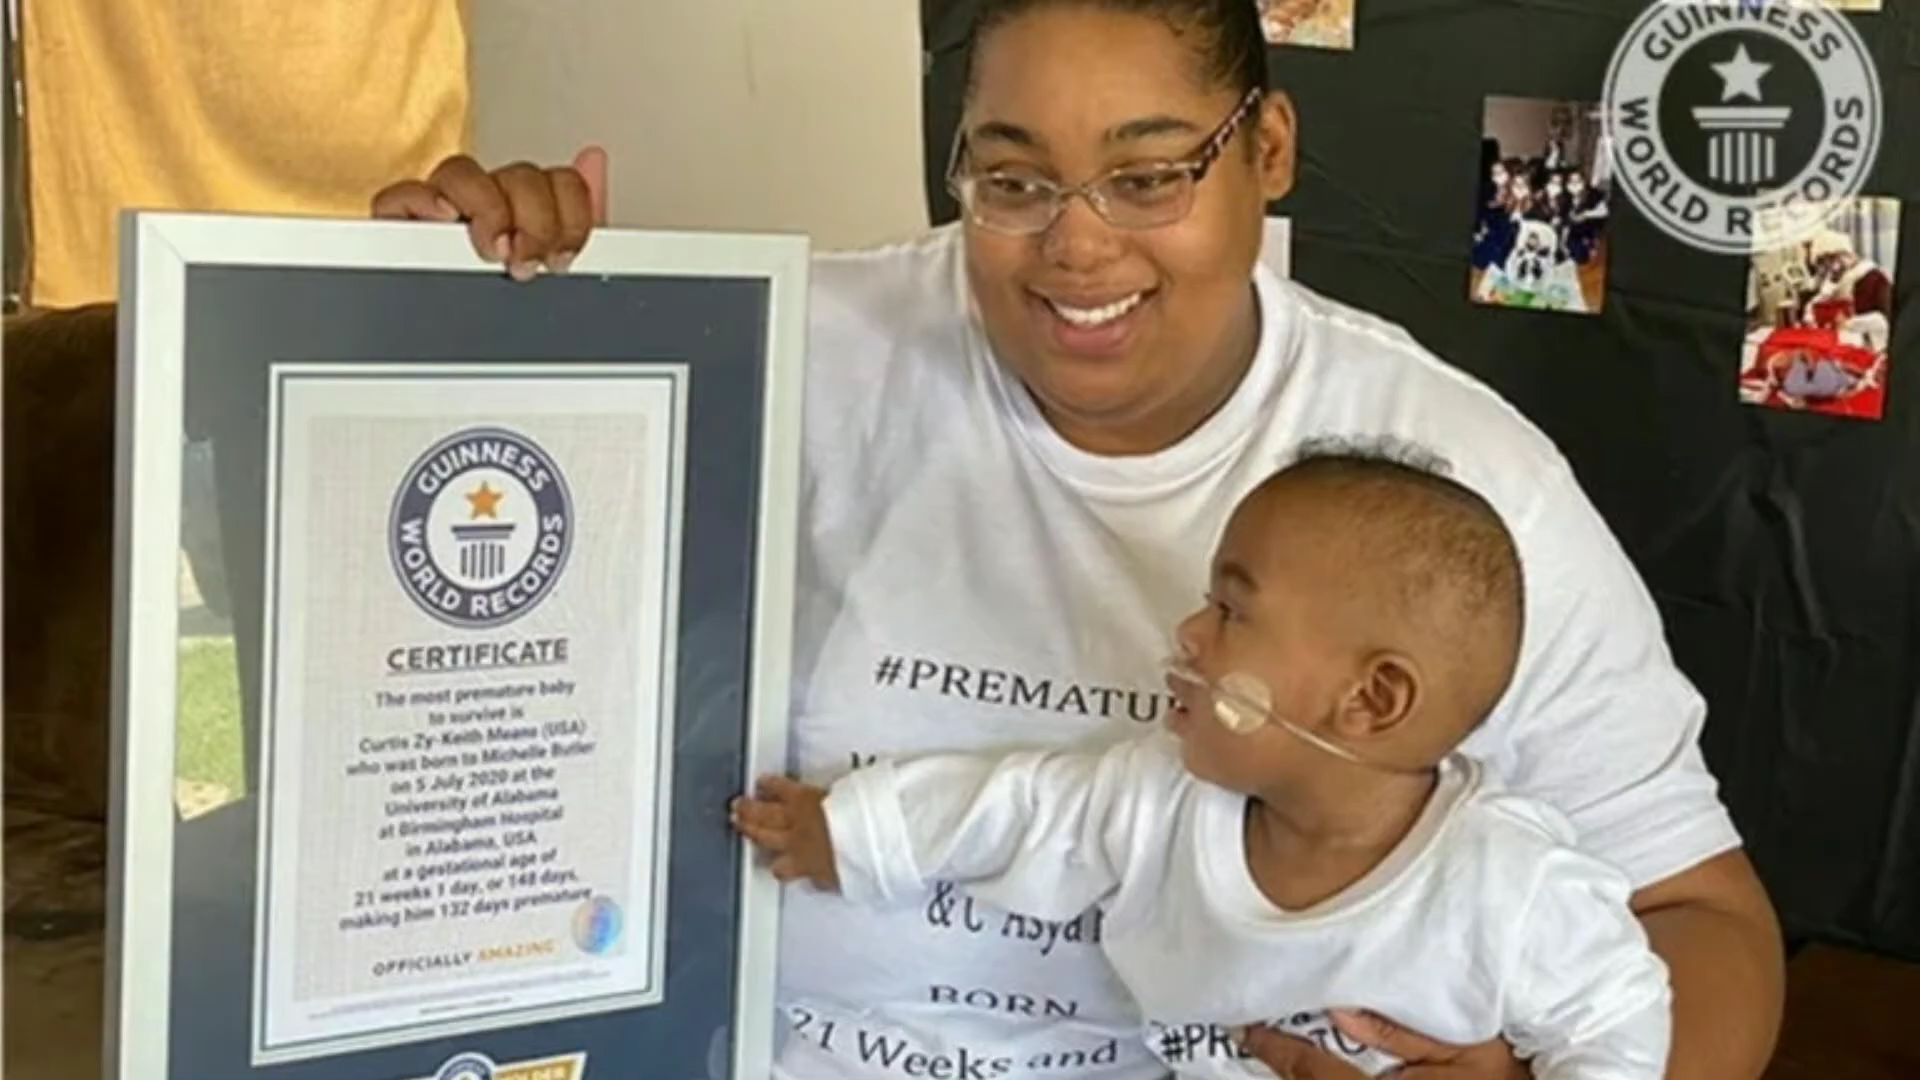 GUINNESS
WORLD RECORDS
GUINNESS
WORLD RECORDS
CERTIFICATE
The most premature baby
to survive is
Curtis Zy-Keith Means (USA)
who was born to Michelle Butler
on 5 July 2020 at the
University of Alabama
at Birmingham Hospital
in Alabama, USA
at a gestational age of
21 weeks 1 day, or 148 days,
making him 132 days premature
OFFICIALLY AMAZING
#PREMATU
& C'Asya
BORN
21 Weeks and
#PRE